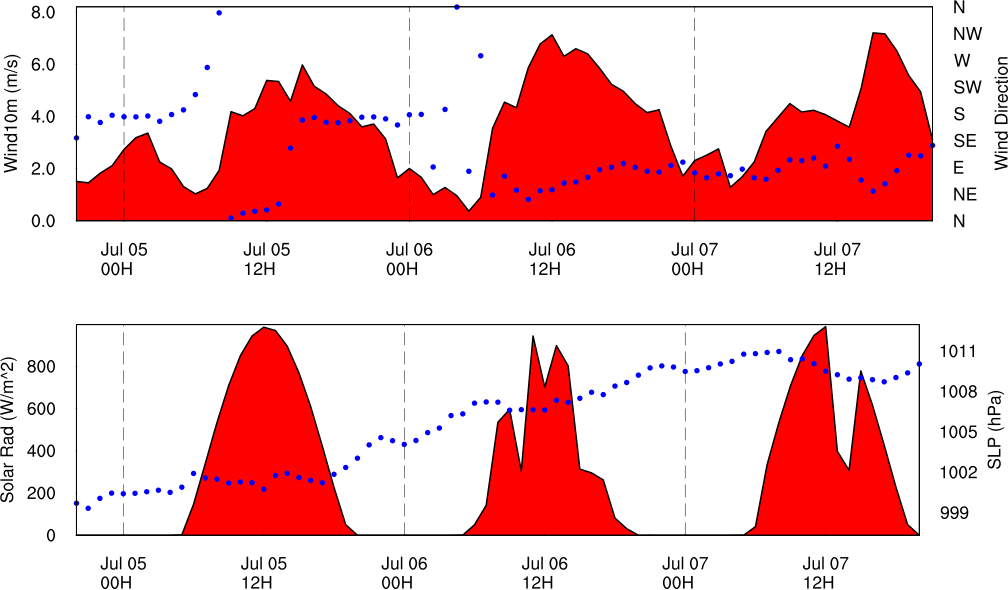 Wind10m (m/s)
8.0
6.0
4.0
2.0
0.0
N
NW
W
SW
S
SE
E
NE
N
Wind Direction
Jul 05
00H
Jul 05
12H
Jul 06
00H
Jul 06
12H
Jul 07
00H
Jul 07
12H
Solar Rad (W/m^2)
800
600
400
200
0
1011
1008
1005
1002
999
SLP (hPa)
Jul 05
00H
Jul 05
12H
Jul 06
00H
Jul 06
12H
Jul 07
00H
Jul 07
12H